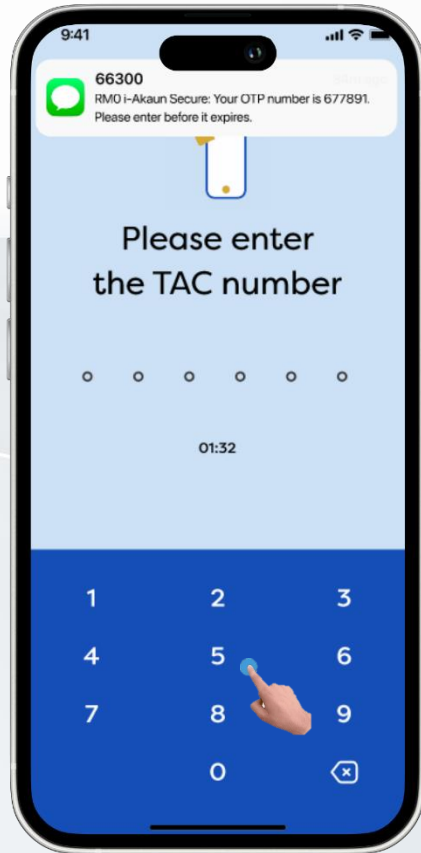 9:41
66300
RM0 i-Akaun Secure: Your OTP number is 677891.
Please enter before it expires.
Please enter
the TAC number
01:32
1 2 3
4 5 6
7 8 9
0